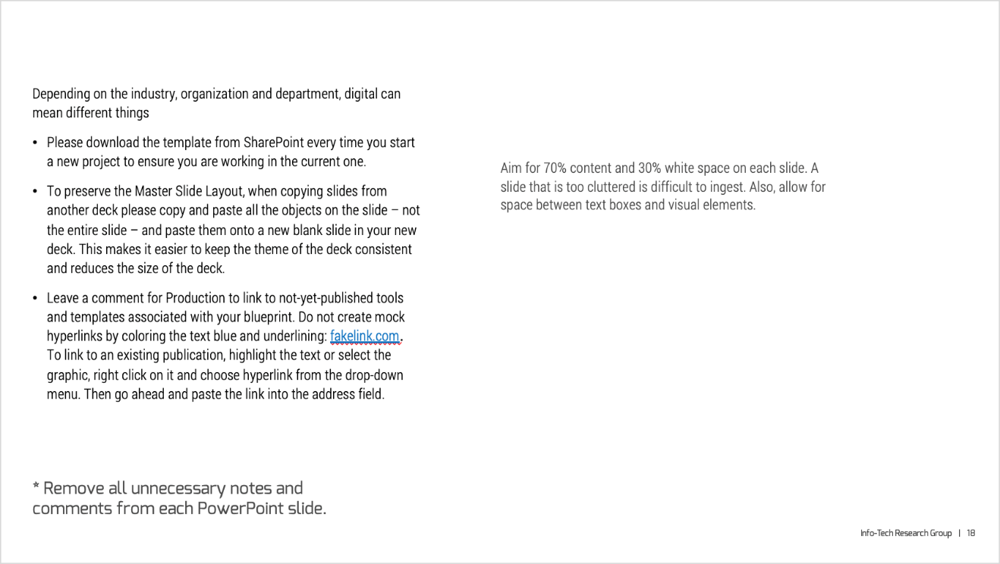 Depending on the industry, organization and department, digital can
mean different things
• Please download the template from SharePoint every time you start
a new project to ensure you are working in the current one.
• To preserve the Master Slide Layout, when copying slides from
another deck please copy and paste all the objects on the slide – not
the entire slide – and paste them onto a new blank slide in your new
deck. This makes it easier to keep the theme of the deck consistent
and reduces the size of the deck.
• Leave a comment for Production to link to not-yet-published tools
and templates associated with your blueprint. Do not create mock
hyperlinks by coloring the text blue and underlining: fakelink.com.
To link to an existing publication, highlight the text or select the
graphic, right click on it and choose hyperlink from the drop-down
menu. Then go ahead and paste the link into the address field.
Aim for 70% content and 30% white space on each slide. A
slide that is too cluttered is difficult to ingest. Also, allow for
space between text boxes and visual elements.
* Remove all unnecessary notes and
comments from each PowerPoint slide.
Info-Tech Research Group | 18